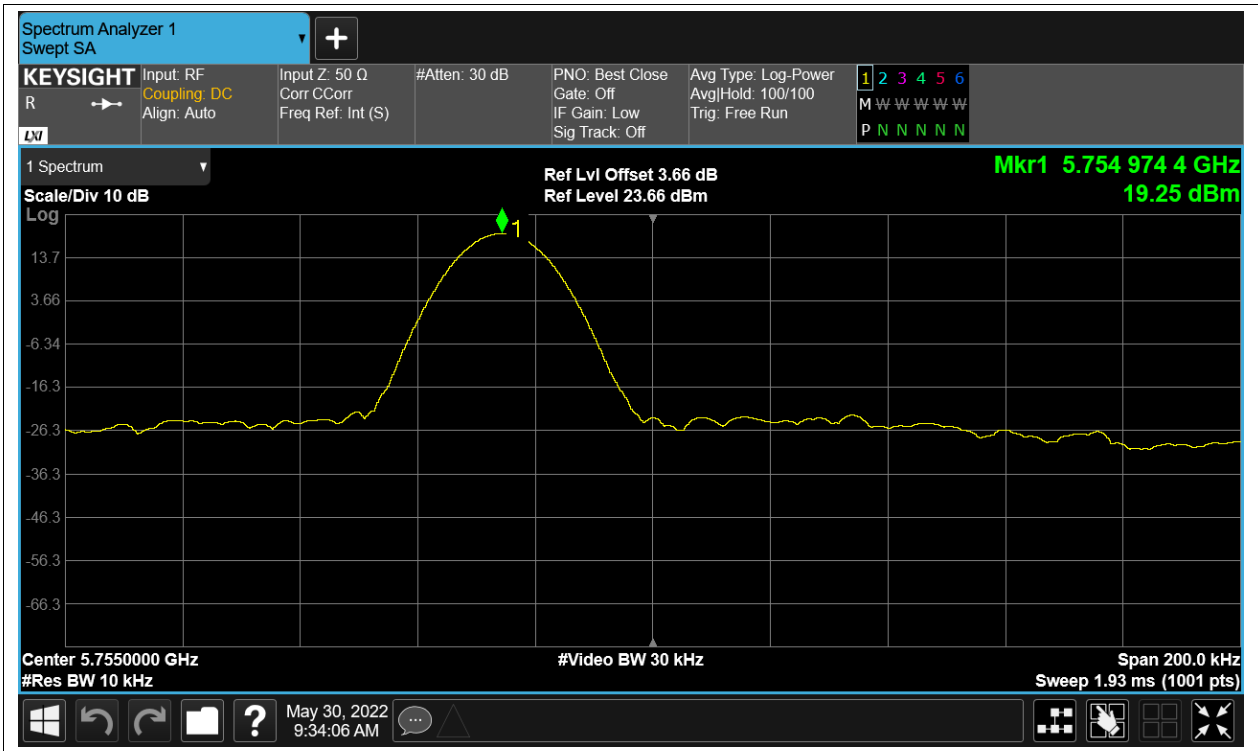 Spectrum Analyzer 1
Swept SA
+
KEYSIGHT
R
LXI
Input: RF
Coupling: DC
Align: Auto
Input Z: 50 Ω
Corr CCorr
Freq Ref: Int (S)
#Atten: 30 dB
PNO: Best Close
Gate: Off
IF Gain: Low
Sig Track: Off
Avg Type: Log-Power
Avg|Hold: 100/100
Trig: Free Run
1 2 3 4 5 6
M W W W W W
P N N N N N
1 Spectrum
Scale/Div 10 dB
Ref Lvl Offset 3.66 dB
Ref Level 23.66 dBm
Mkr1 5.754 974 4 GHz
19.25 dBm
Log
1
13.7
3.66
-6.34
-16.3
-26.3
-36.3
-46.3
-56.3
-66.3
Center 5.7550000 GHz
#Res BW 10 kHz
#Video BW 30 kHz
Span 200.0 kHz
Sweep 1.93 ms (1001 pts)
?
May 30, 2022
9:34:06 AM